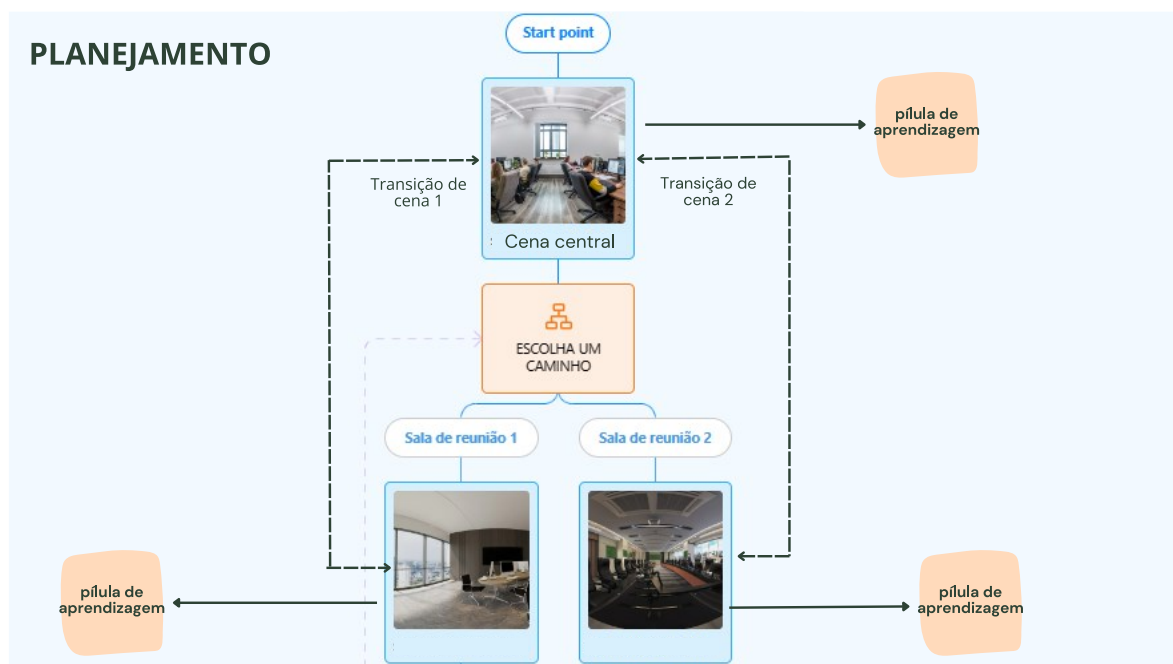 PLANEJAMENTO
Start point
pílula de
aprendizagem
Transição de
cena 1
Transição de
cena 2
Cena central
ESCOLHA UM
CAMINHO
Sala de reunião 1
Sala de reunião 2
pílula de
aprendizagem
pílula de
aprendizagem